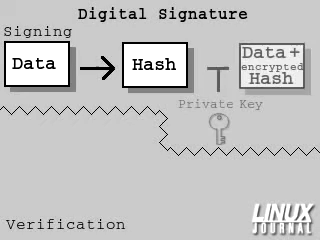 Digital Signature
Signing
Data
Hash
Data +
encrypted
Hash
Private Key
Verification
LINUX
JOURNAL